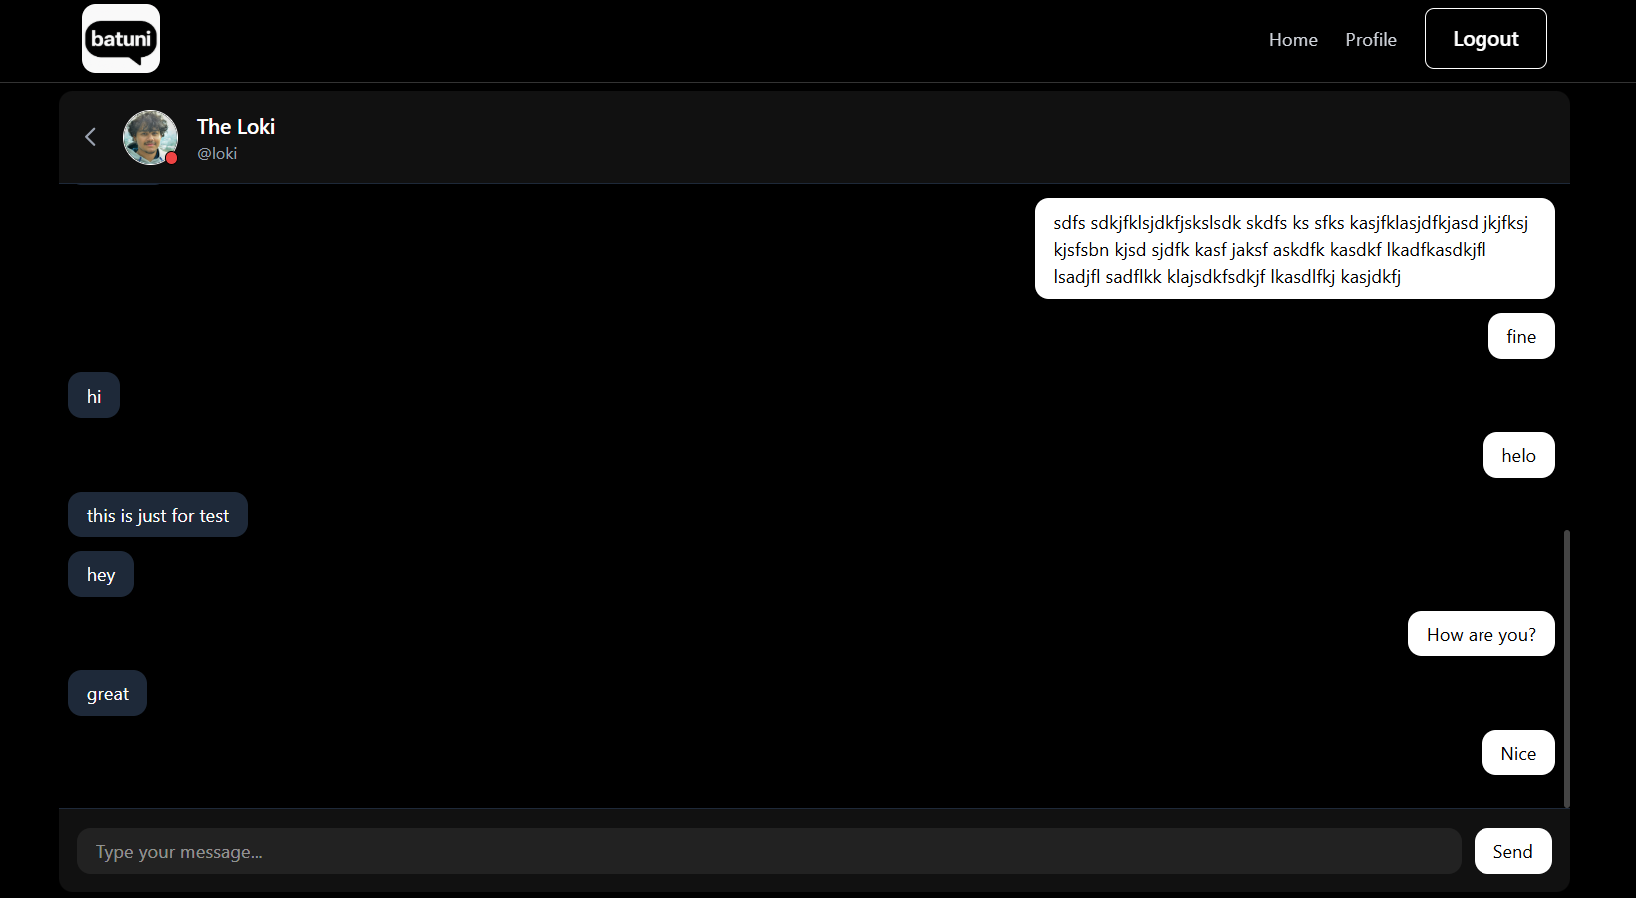 batuni
Home
Profile
Logout
The Loki
@loki
sdfs sdkjfklsjdkfjskslsdk skdfs ks sfks kasjfklasjdfkjasd jkjfksj
kjsfsbn kjsd sjdfk kasf jaksf askdfk kasdkf lkadfkasdkjfl
lsadjfl sadflkk klajsdkfsdkjf lkasdlfkj kasjdkfj
fine
hi
helo
this is just for test
hey
How are you?
great
Nice
Type your message...
Send